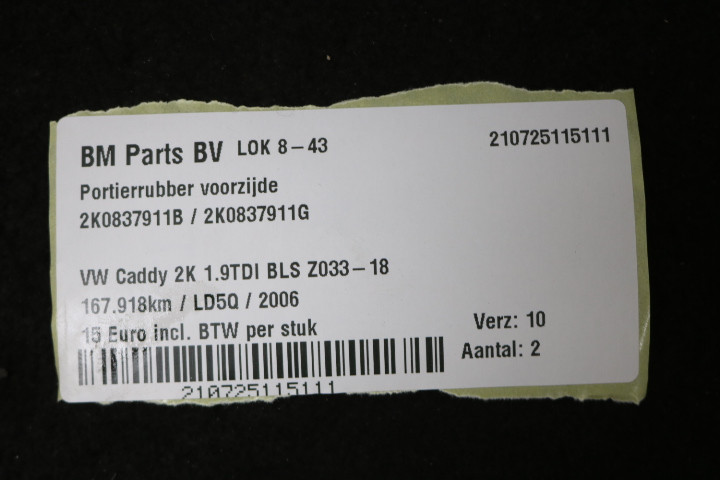 BM Parts BV LOK 8-43 210725115111
Portierrubber voorzijde
2K0837911B / 2K0837911G
VW Caddy 2K 1.9TDI BLS Z033-18
167.918km / LD5Q / 2006
15 Euro incl. BTW per stuk
Verz: 10
Aantal: 2
210725115111